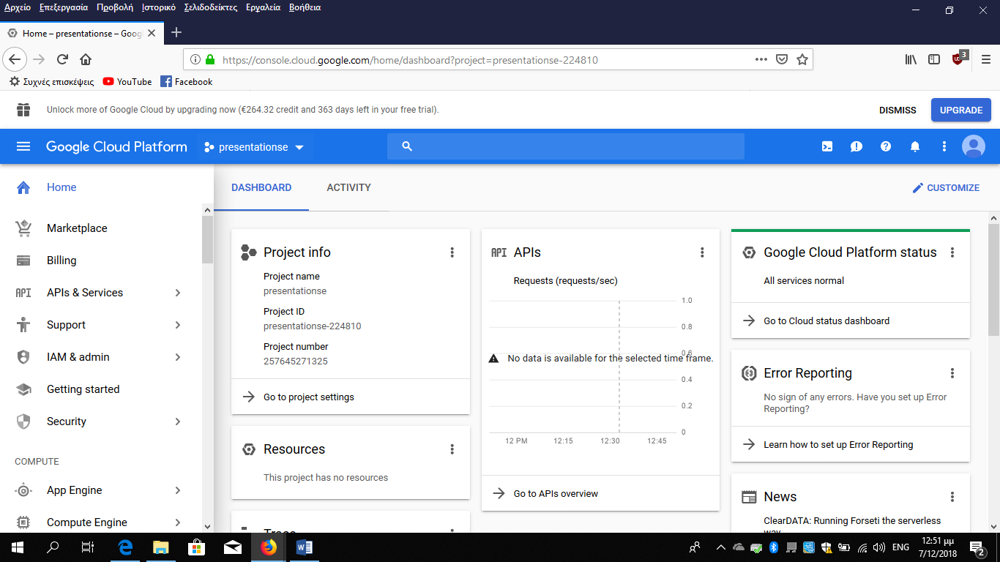 Αρχείο Επεξεργασία Προβολή Ιστορικό Σελιδοδείκτες Εργαλεία Βοήθεια
Home – presentationse – Goog
https://console.cloud.google.com/home/dashboard?project=presentationse-224810
3
Συχνές επισκέψεις YouTube Facebook
Unlock more of Google Cloud by upgrading now (€264.32 credit and 363 days left in your free trial).
DISMISS UPGRADE
Google Cloud Platform presentationse
Home
Marketplace
Billing
API APIs & Services
Support
IAM & admin
Getting started
Security
COMPUTE
App Engine
Compute Engine
DASHBOARD ACTIVITY
CUSTOMIZE
Project info
Project name
presentationse
Project ID
presentationse-224810
Project number
257645271325
Go to project settings
Resources
This project has no resources
Trace
API APIs
Requests (requests/sec)
1.0
0.8
0.6
No data is available for the selected time frame.
0.4
0.2
0
12 PM 12:15 12:30 12:45
Go to APIs overview
Google Cloud Platform status
All services normal
Go to Cloud status dashboard
Error Reporting
No sign of any errors. Have you set up Error
Reporting?
Learn how to set up Error Reporting
News
ClearDATA: Running Forseti the serverless
way
ENG
12:51 μμ
7/12/2018
2